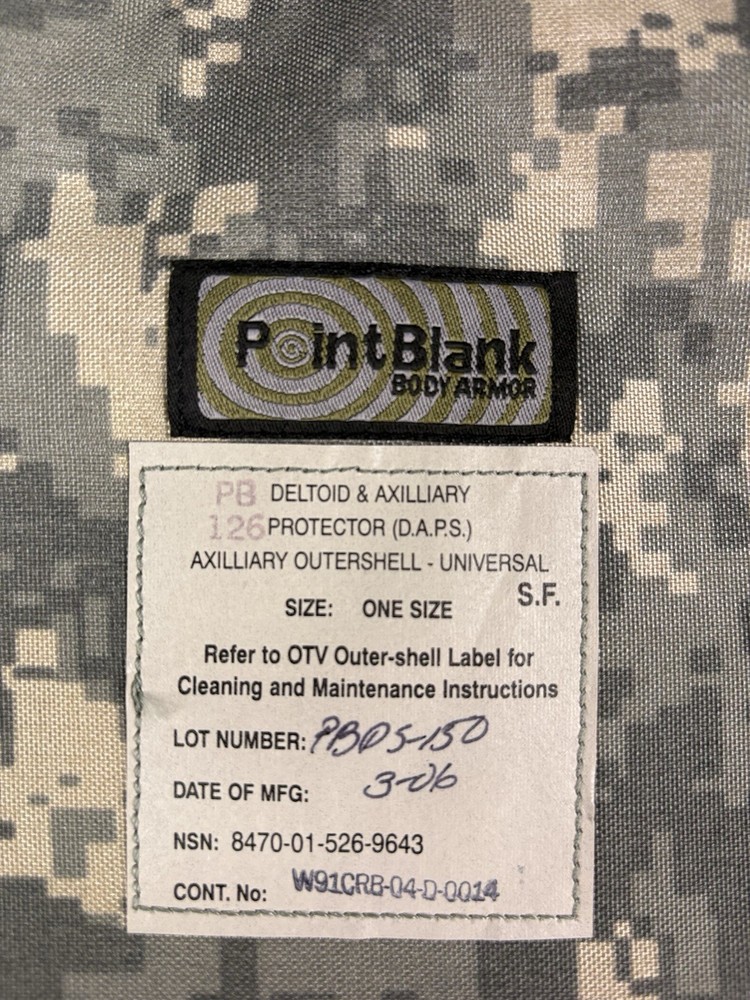 Point Blank
BODY ARMOR
PB DELTOID & AXILLIARY
126 PROTECTOR (D.A.P.S.)
AXILLIARY OUTERSHELL - UNIVERSAL
S.F.
SIZE: ONE SIZE
Refer to OTV Outer-shell Label for
Cleaning and Maintenance Instructions
LOT NUMBER: PBDS-150
DATE OF MFG: 3-06
NSN: 8470-01-526-9643
CONT. No: W91CRB-04-D-0014